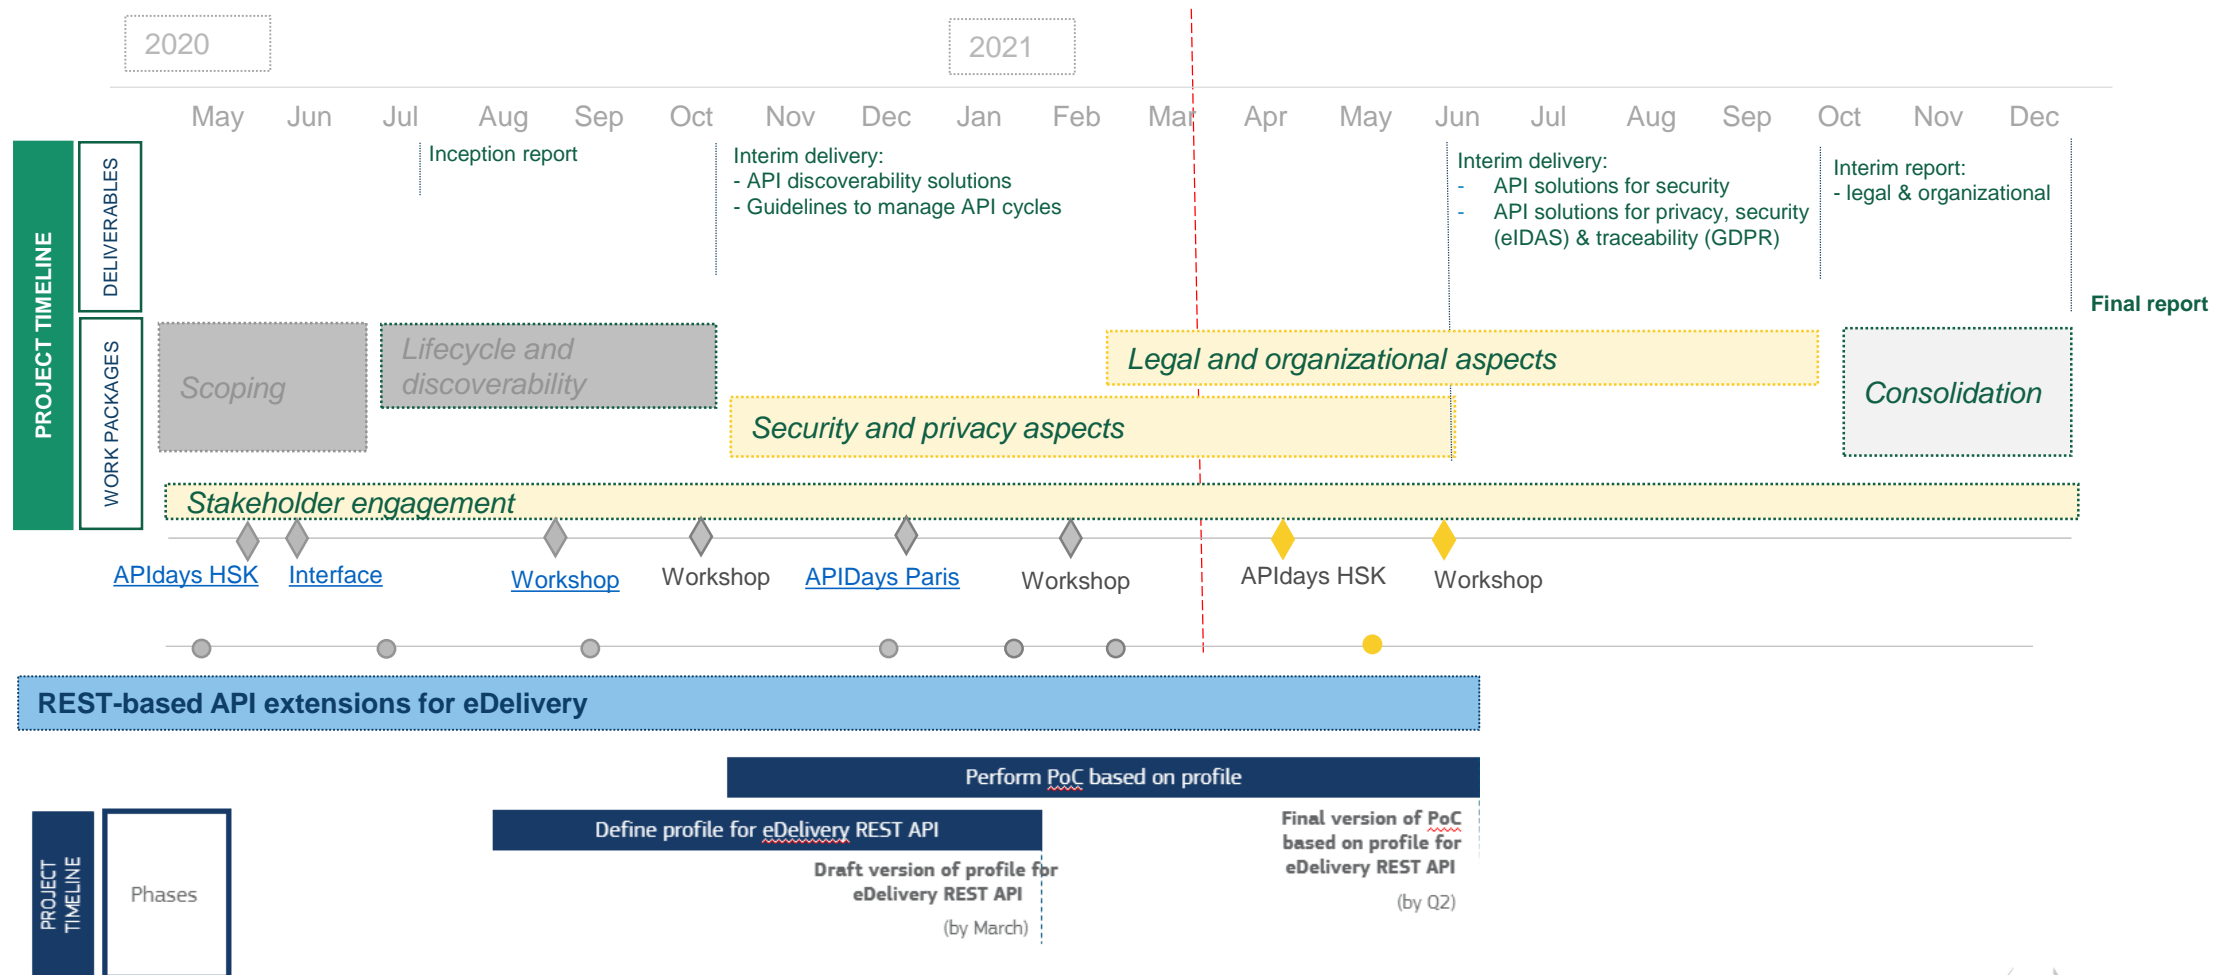 2020
2021
May Jun Jul Aug Sep Oct Nov Dec Jan Feb Mar Apr May Jun Jul Aug Sep Oct Nov Dec
PROJECT TIMELINE
DELIVERABLES
Inception report
Interim delivery:
- API discoverability solutions
- Guidelines to manage API cycles
Interim delivery:
- API solutions for security
- API solutions for privacy, security
(eIDAS) & traceability (GDPR)
Interim report:
- legal & organizational
Final report
WORK PACKAGES
Scoping
Lifecycle and
discoverability
Legal and organizational aspects
Security and privacy aspects
Consolidation
Stakeholder engagement
APIdays HSK
Interface
Workshop
Workshop
APIDays Paris
Workshop
APIdays HSK
Workshop
REST-based API extensions for eDelivery
Perform PoC based on profile
Define profile for eDelivery REST API
Draft version of profile for
eDelivery REST API
(by March)
Final version of PoC
based on profile for
eDelivery REST API
(by Q2)
PROJECT
TIMELINE
Phases